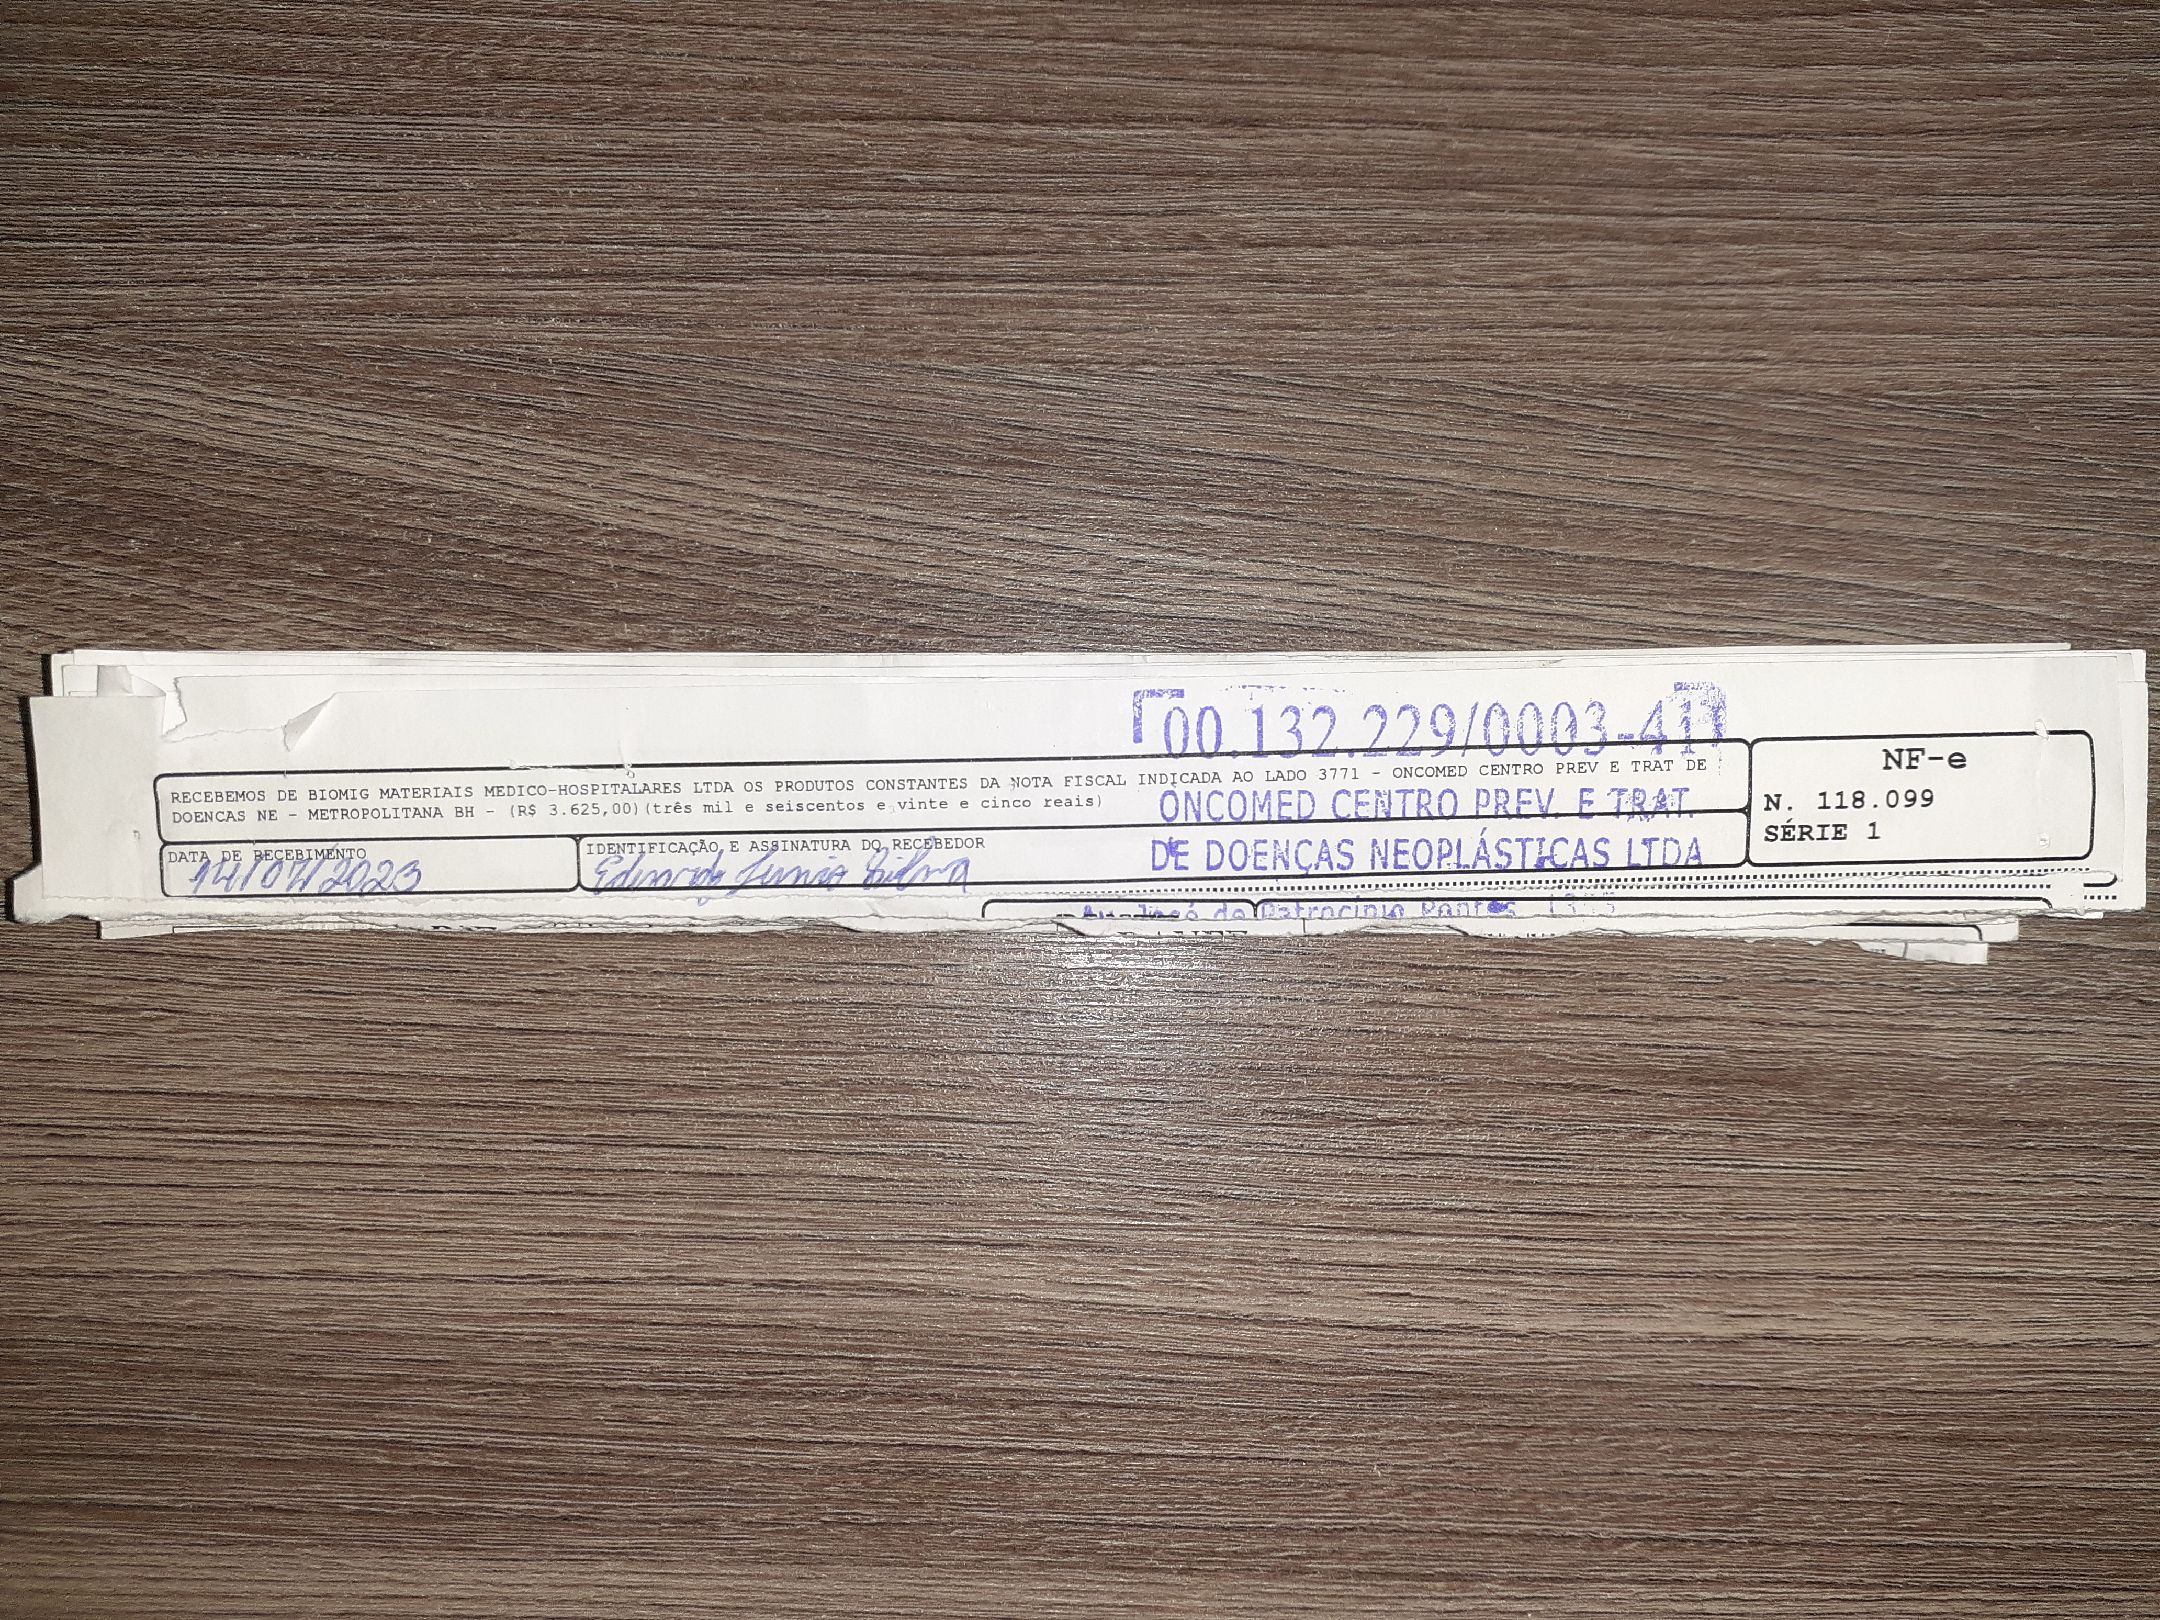 00.132.229/0003-41
RECEBEMOS DE BIOMIG MATERIAIS MEDICO-HOSPITALARES LTDA OS PRODUTOS CONSTANTES DA NOTA FISCAL INDICADA AO LADO 3771 - ONCOMED CENTRO PREV E TRAT DE
DOENCAS NE - METROPOLITANA BH - (R$ 3.625,00)(três mil e seiscentos e vinte e cinco reais)
ONCOMED CENTRO PREV. E TRAT.
DE DOENÇAS NEOPLÁSTICAS LTDA
NF-e
N. 118.099
SÉRIE 1
DATA DE RECEBIMENTO
14/07/2023
IDENTIFICAÇÃO E ASSINATURA DO RECEBEDOR
Eduardo Junio Silva